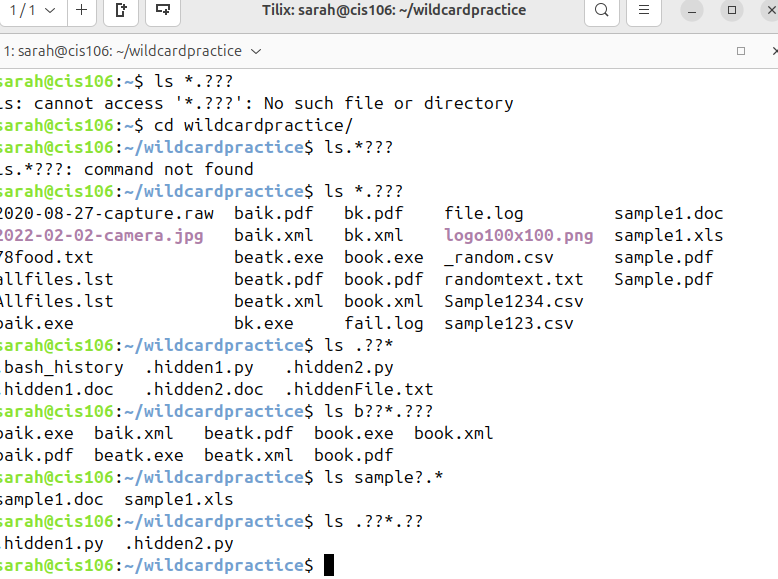 1 / 1
Tilix: sarah@cis106: ~/wildcardpractice
1: sarah@cis106: ~/wildcardpractice
sarah@cis106:~$ ls *.???
ls: cannot access '*.???': No such file or directory
sarah@cis106:~$ cd wildcardpractice/
sarah@cis106:~/wildcardpractice$ ls.*???
ls.*???: command not found
sarah@cis106:~/wildcardpractice$ ls *.???
2020-08-27-capture.raw baik.pdf bk.pdf file.log sample1.doc
2022-02-02-camera.jpg baik.xml bk.xml logo100x100.png sample1.xls
78food.txt beatk.exe book.exe _random.csv sample.pdf
allfiles.lst beatk.pdf book.pdf randomtext.txt Sample.pdf
Allfiles.lst beatk.xml book.xml Sample1234.csv
baik.exe bk.exe fail.log sample123.csv
sarah@cis106:~/wildcardpractice$ ls .??*
.bash_history .hidden1.py .hidden2.py
.hidden1.doc .hidden2.doc .hiddenFile.txt
sarah@cis106:~/wildcardpractice$ ls b??*.???
baik.exe baik.xml beatk.pdf book.exe book.xml
baik.pdf beatk.exe beatk.xml book.pdf
sarah@cis106:~/wildcardpractice$ ls sample?.*
sample1.doc sample1.xls
sarah@cis106:~/wildcardpractice$ ls .??*.??
.hidden1.py .hidden2.py
sarah@cis106:~/wildcardpractice$